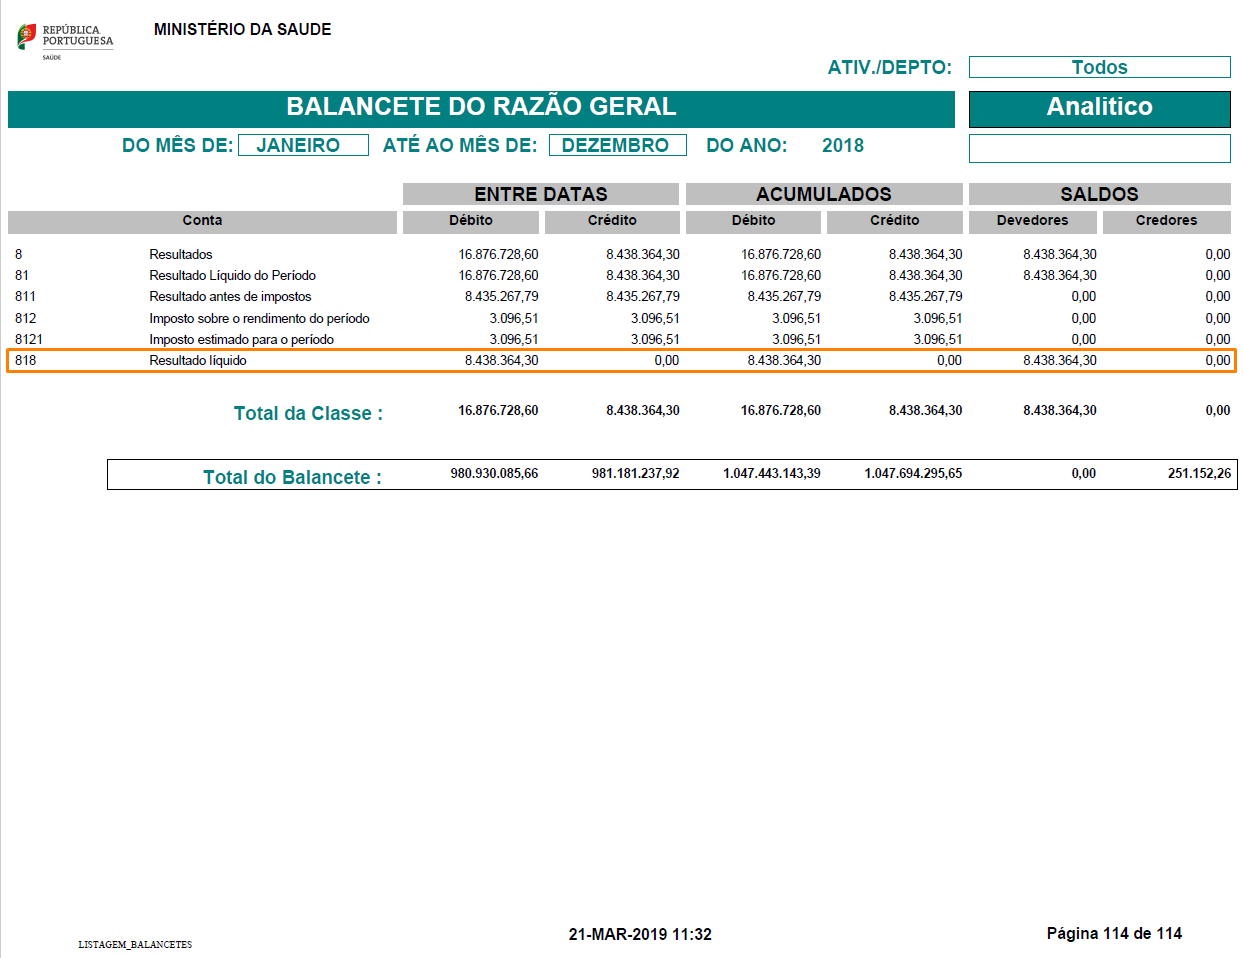 MINISTÉRIO DA SAUDE
REPÚBLICA
PORTUGUESA
SAÚDE
ATIV./DEPTO: Todos
BALANCETE DO RAZÃO GERAL Analitico
DO MÊS DE: JANEIRO ATÉ AO MÊS DE: DEZEMBRO DO ANO: 2018
ENTRE DATAS ACUMULADOS SALDOS
Conta Débito Crédito Débito Crédito Devedores Credores
8 Resultados 16.876.728,60 8.438.364,30 16.876.728,60 8.438.364,30 8.438.364,30 0,00
81 Resultado Líquido do Período 16.876.728,60 8.438.364,30 16.876.728,60 8.438.364,30 8.438.364,30 0,00
811 Resultado antes de impostos 8.435.267,79 8.435.267,79 8.435.267,79 8.435.267,79 0,00 0,00
812 Imposto sobre o rendimento do período 3.096,51 3.096,51 3.096,51 3.096,51 0,00 0,00
8121 Imposto estimado para o período 3.096,51 3.096,51 3.096,51 3.096,51 0,00 0,00
818 Resultado líquido 8.438.364,30 0,00 8.438.364,30 0,00 8.438.364,30 0,00
Total da Classe : 16.876.728,60 8.438.364,30 16.876.728,60 8.438.364,30 8.438.364,30 0,00
Total do Balancete : 980.930.085,66 981.181.237,92 1.047.443.143,39 1.047.694.295,65 0,00 251.152,26
LISTAGEM_BALANCETES 21-MAR-2019 11:32 Página 114 de 114